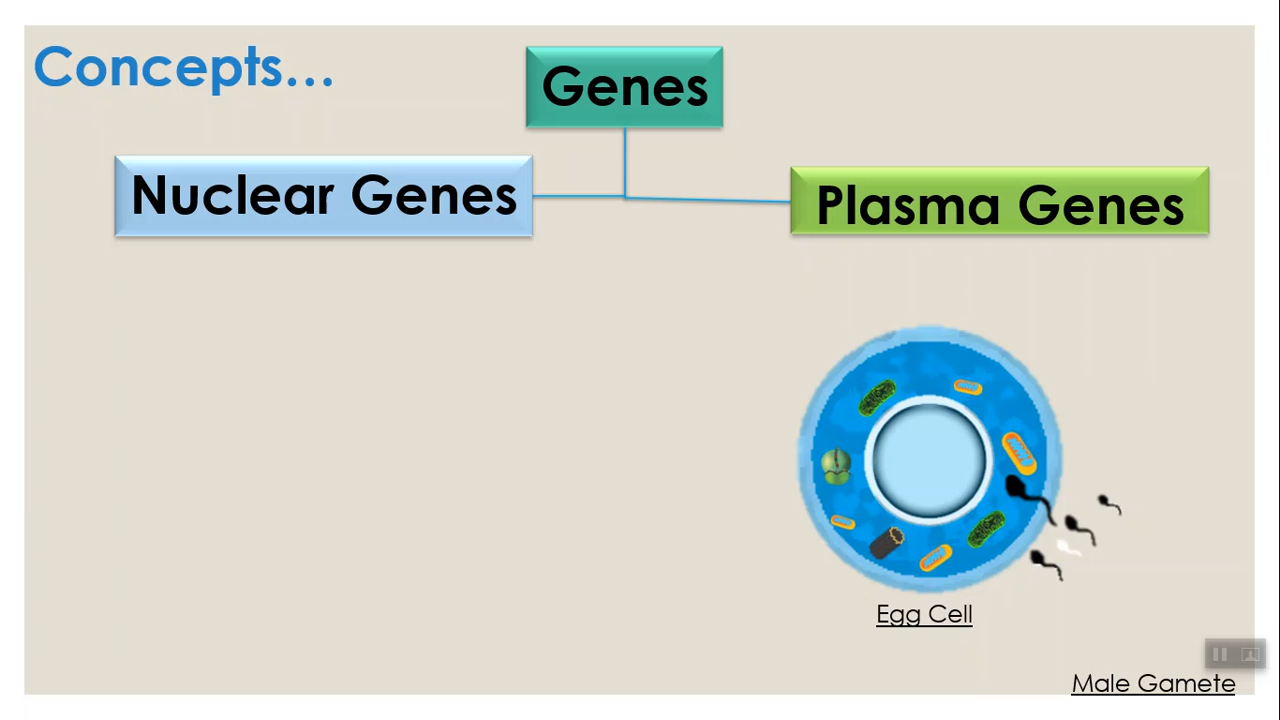 Concepts...
Genes
Nuclear Genes
Plasma Genes
Egg Cell
Male Gamete